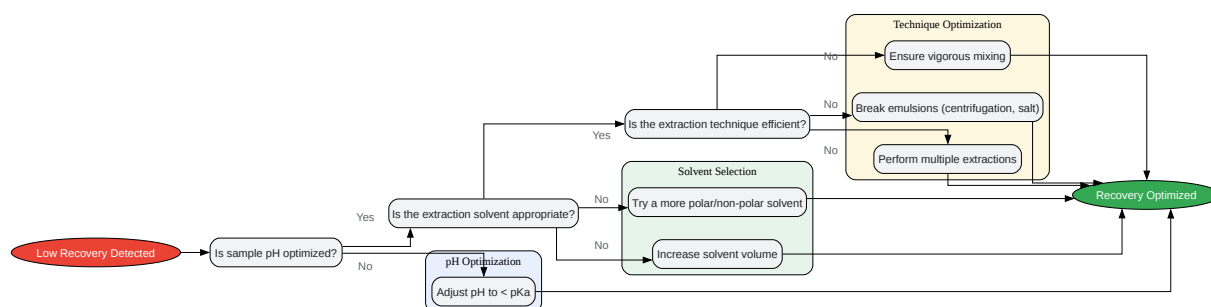 Technique Optimization
No
Ensure vigorous mixing
No
Break emulsions (centrifugation, salt)
Is the extraction technique efficient?
Yes
No
Perform multiple extractions
Solvent Selection
Recovery Optimized
No
Try a more polar/non-polar solvent
Yes
Is the extraction solvent appropriate?
No
Increase solvent volume
Low Recovery Detected
Is sample pH optimized?
No
pH Optimization
Adjust pH to < pKa